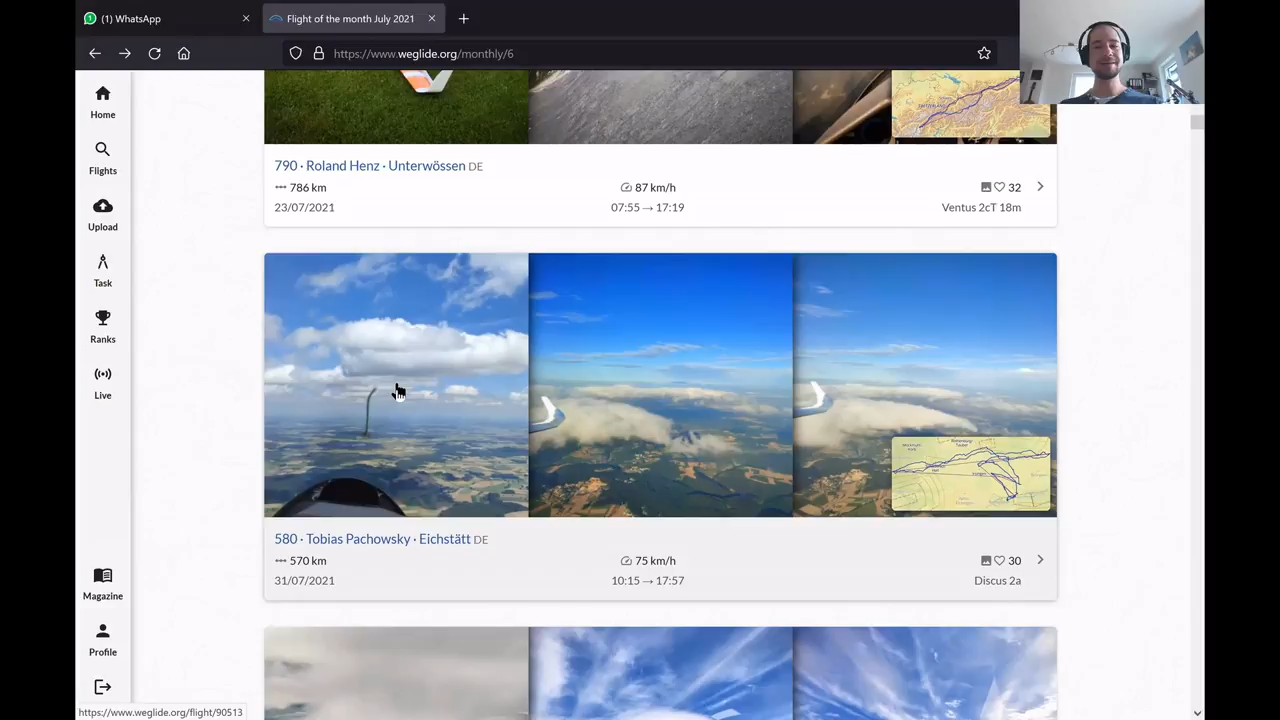 (1) WhatsApp
Flight of the month July 2021
https://www.weglide.org/monthly/6
Home
Flights
Upload
Task
Ranks
Live
Magazine
Profile
790 · Roland Henz · Unterwössen DE
786 km
87 km/h
32
23/07/2021
07:55 → 17:19
Ventus 2cT 18m
580 · Tobias Pachowsky · Eichstätt DE
570 km
75 km/h
30
31/07/2021
10:15 → 17:57
Discus 2a
https://www.weglide.org/flight/90513